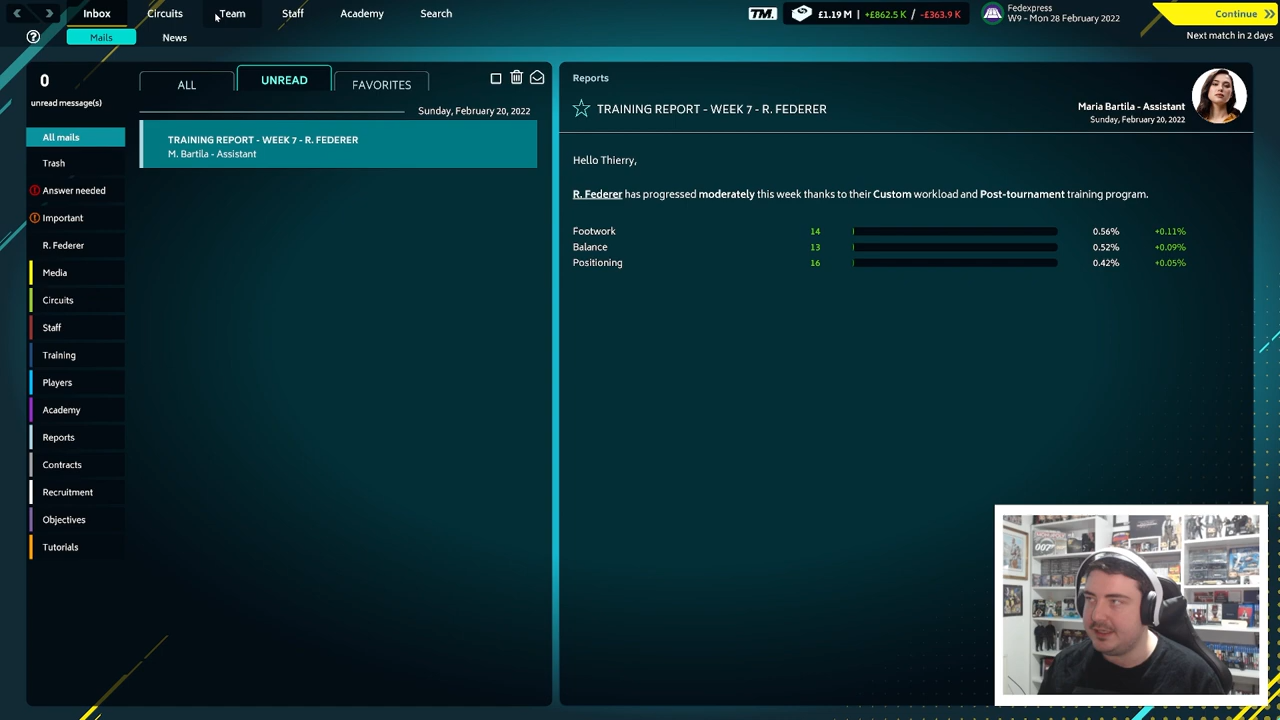 Inbox
Circuits
Team
Staff
Academy
Search
TM.
£1.19 M | +£862.5 K / -£363.9 K
Fedexpress
W9 - Mon 28 February 2022
Continue
Next match in 2 days
?
Mails
News
0
unread message(s)
All mails
Trash
Answer needed
Important
R. Federer
Media
Circuits
Staff
Training
Players
Academy
Reports
Contracts
Recruitment
Objectives
Tutorials
ALL
UNREAD
FAVORITES
Sunday, February 20, 2022
TRAINING REPORT - WEEK 7 - R. FEDERER
M. Bartila - Assistant
Reports
TRAINING REPORT - WEEK 7 - R. FEDERER
Maria Bartila - Assistant
Sunday, February 20, 2022
Hello Thierry,
R. Federer has progressed moderately this week thanks to their Custom workload and Post-tournament training program.
Footwork 14 0.56% +0.11%
Balance 13 0.52% +0.09%
Positioning 16 0.42% +0.05%
007